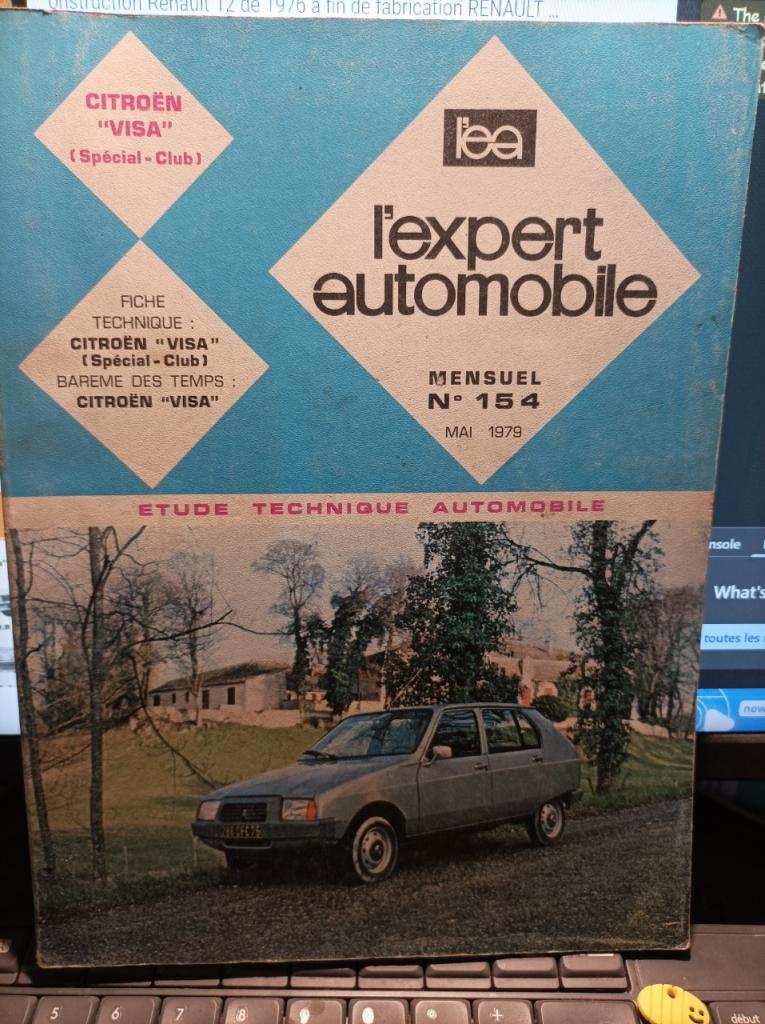 onstruction Renault 12 de 1976 à fin de fabrication RENAULT ...
The
CITROËN
“VISA”
(Spécial-Club)
l'ea
l'expert
automobile
FICHE
TECHNIQUE :
CITROËN “VISA”
(Spécial-Club)
BAREME DES TEMPS :
CITROËN “VISA”
MENSUEL
N° 154
MAI 1979
ETUDE TECHNIQUE AUTOMOBILE
nsole
What's
toutes les
now
5
6
7
8
9
début